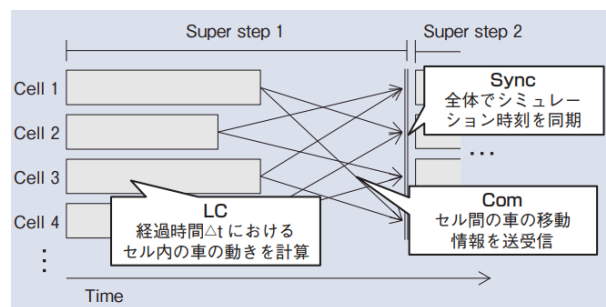 Super step 1
Super step 2
Cell 1
Cell 2
Cell 3
Cell 4
⋮
Sync
全体でシミュレー
ション時刻を同期
⋯
LC
経過時間△tにおける
セル内の車の動きを計算
Com
セル間の車の移動
情報を送受信
⋮
Time